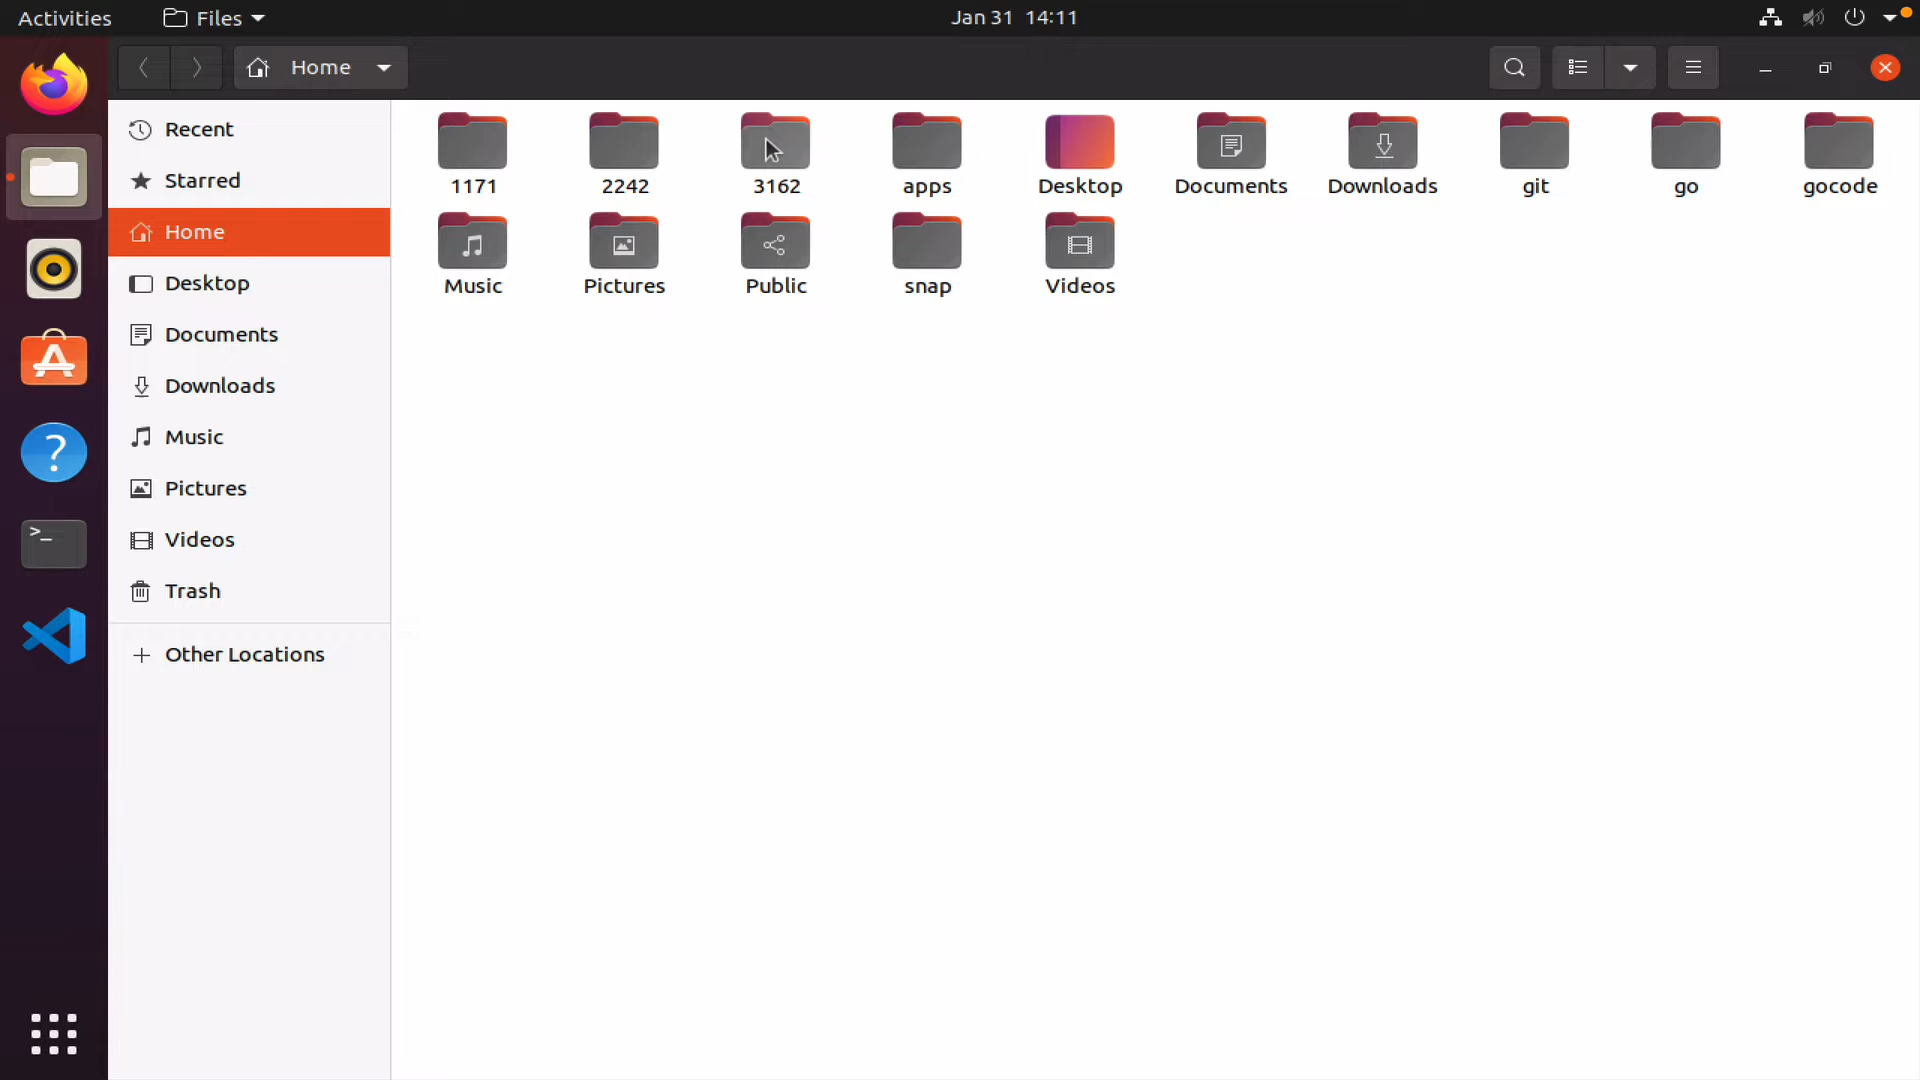 Activities
Files
Jan 31 14:11
Home
Recent
Starred
Home
Desktop
Documents
Downloads
Music
Pictures
Videos
Trash
Other Locations
1171 2242 3162 apps Desktop Documents Downloads git go gocode
Music Pictures Public snap Videos